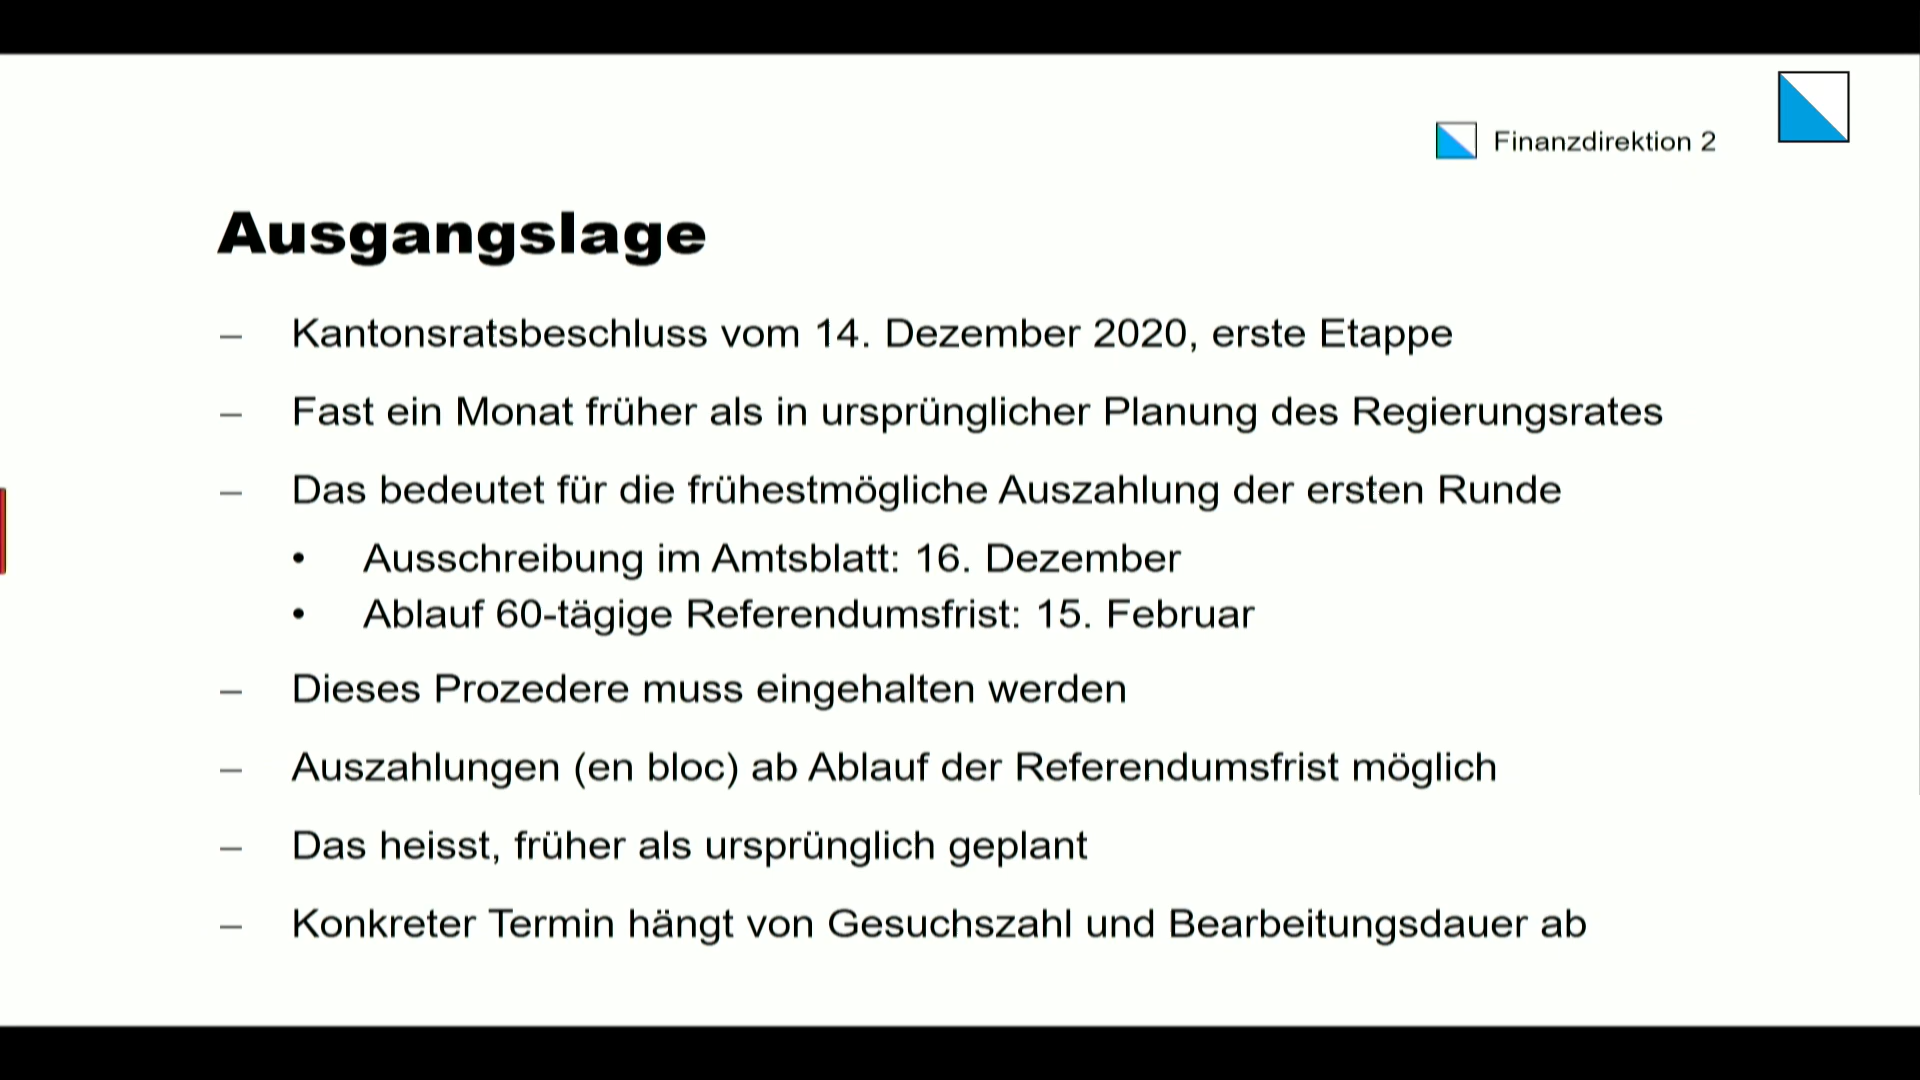 Finanzdirektion 2
Ausgangslage
– Kantonsratsbeschluss vom 14. Dezember 2020, erste Etappe
– Fast ein Monat früher als in ursprünglicher Planung des Regierungsrates
– Das bedeutet für die frühestmögliche Auszahlung der ersten Runde
• Ausschreibung im Amtsblatt: 16. Dezember
• Ablauf 60-tägige Referendumsfrist: 15. Februar
– Dieses Prozedere muss eingehalten werden
– Auszahlungen (en bloc) ab Ablauf der Referendumsfrist möglich
– Das heisst, früher als ursprünglich geplant
– Konkreter Termin hängt von Gesuchszahl und Bearbeitungsdauer ab